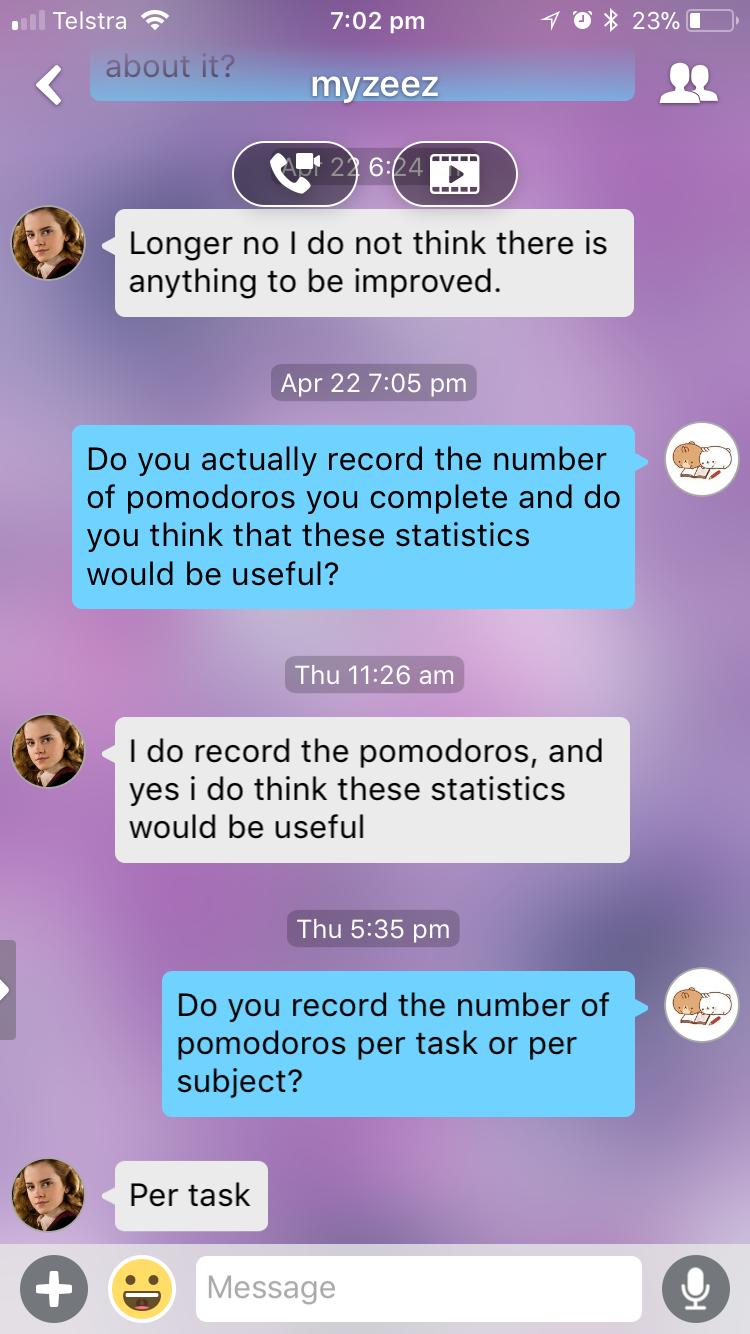 Telstra 7:02 pm 23%
about it?
myzeez
Apr 22 6:24 pm
Longer no I do not think there is
anything to be improved.
Apr 22 7:05 pm
Do you actually record the number
of pomodoros you complete and do
you think that these statistics
would be useful?
Thu 11:26 am
I do record the pomodoros, and
yes i do think these statistics
would be useful
Thu 5:35 pm
Do you record the number of
pomodoros per task or per
subject?
Per task
Message